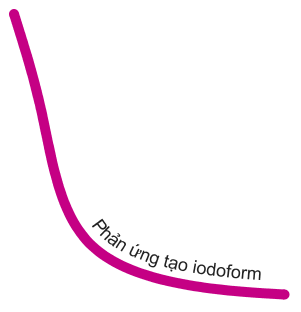 Phản ứng tạo iodoform